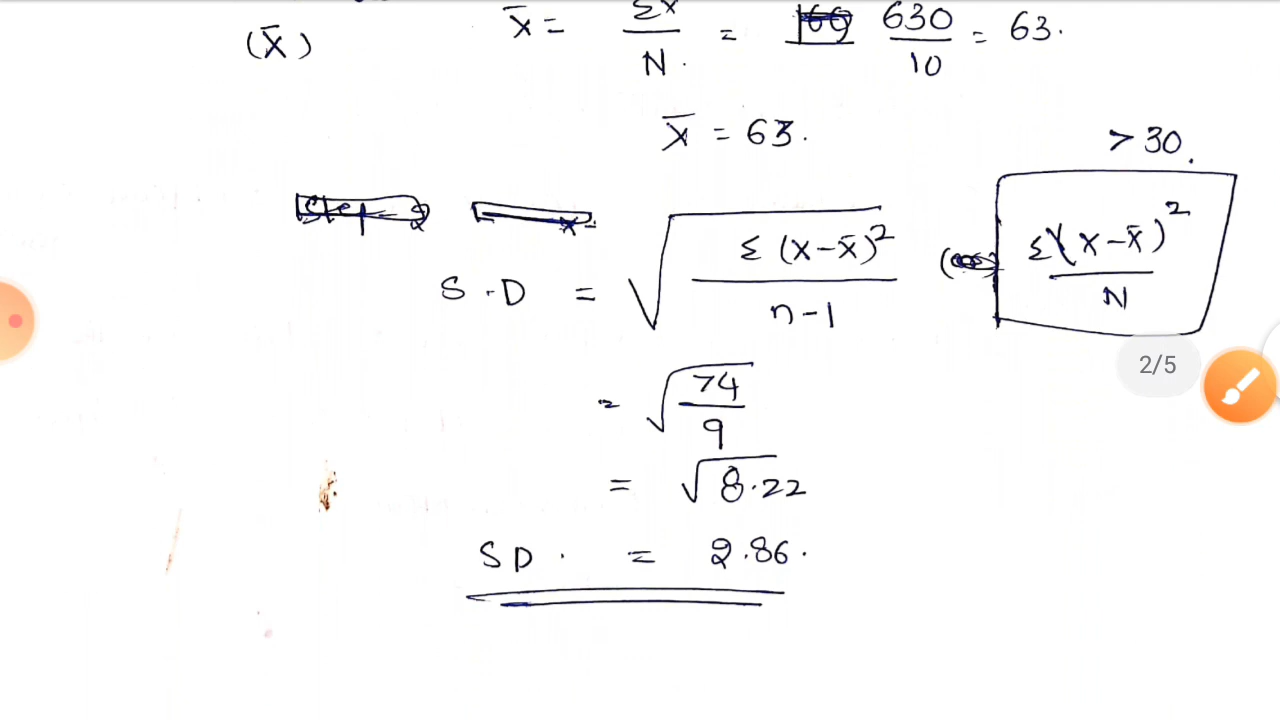 (x̄) x̄ = Σx/N = 630/10 = 63.
x̄ = 63.
> 30.
S.D = √(Σ(x-x̄)²/(n-1)) Σ(x-x̄)²/N
2/5
= √(74/9)
= √8.22
SD. = 2.86.